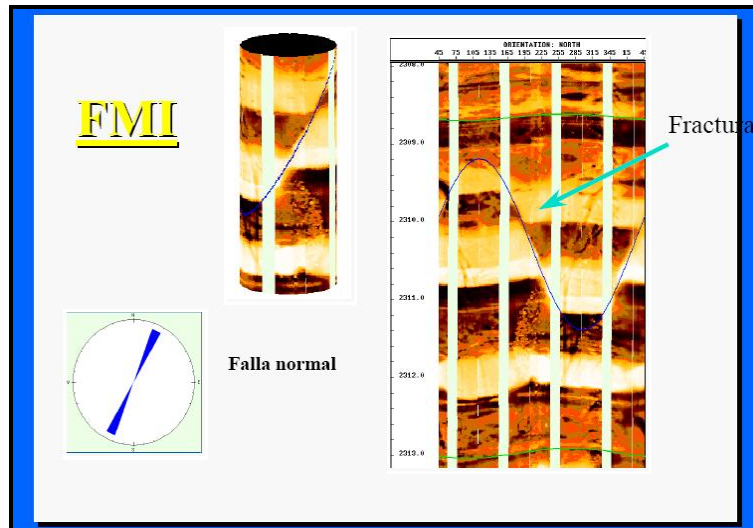 FMI
ORIENTATION: NORTH
45 75 105 135 165 195 225 255 285 315 345 15
2308.0
Fractura
2309.0
2310.0
2311.0
2312.0
2313.0
Falla normal
N
E
S